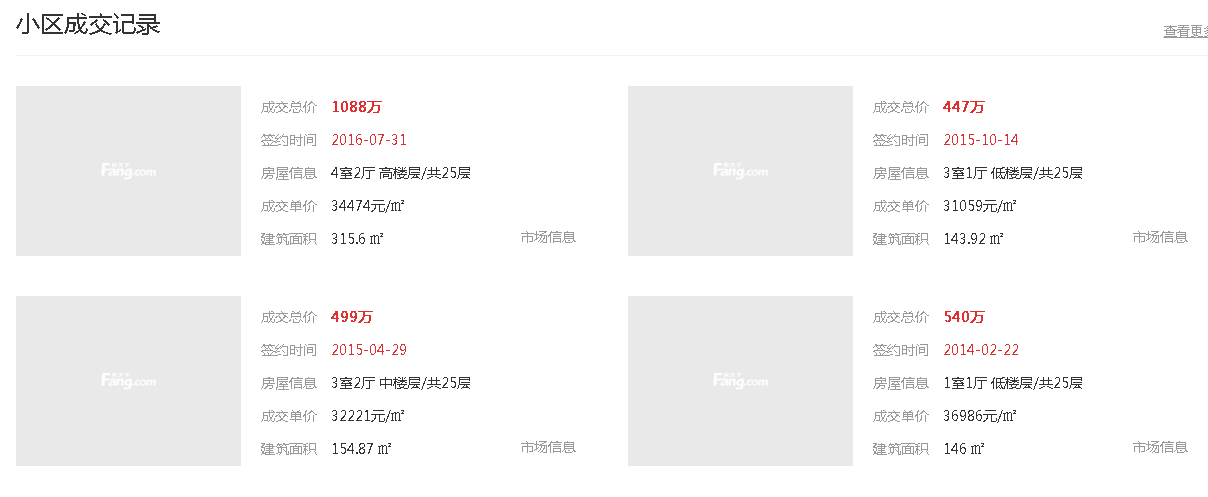 小区成交记录
查看更多
Fang.com
成交总价 1088万
签约时间 2016-07-31
房屋信息 4室2厅 高楼层/共25层
成交单价 34474元/㎡
建筑面积 315.6 ㎡
市场信息
Fang.com
成交总价 447万
签约时间 2015-10-14
房屋信息 3室1厅 低楼层/共25层
成交单价 31059元/㎡
建筑面积 143.92 ㎡
市场信息
Fang.com
成交总价 499万
签约时间 2015-04-29
房屋信息 3室2厅 中楼层/共25层
成交单价 32221元/㎡
建筑面积 154.87 ㎡
市场信息
Fang.com
成交总价 540万
签约时间 2014-02-22
房屋信息 1室1厅 低楼层/共25层
成交单价 36986元/㎡
建筑面积 146 ㎡
市场信息